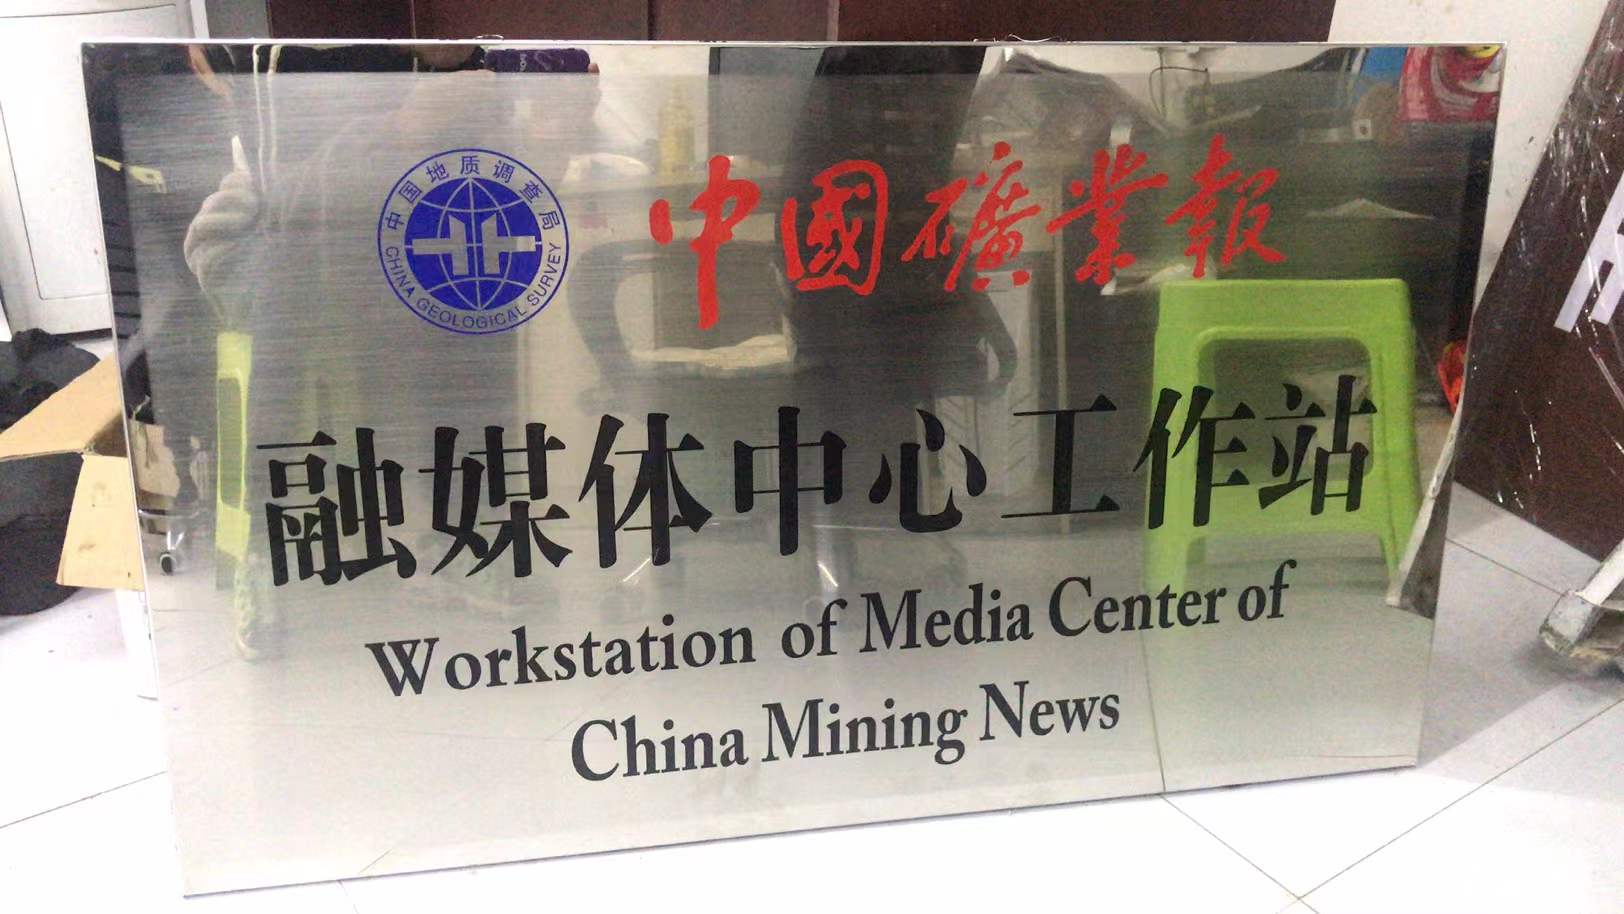 中国地质调查局
CHINA GEOLOGICAL SURVEY
中國礦業報
融媒体中心工作站
Workstation of Media Center of
China Mining News